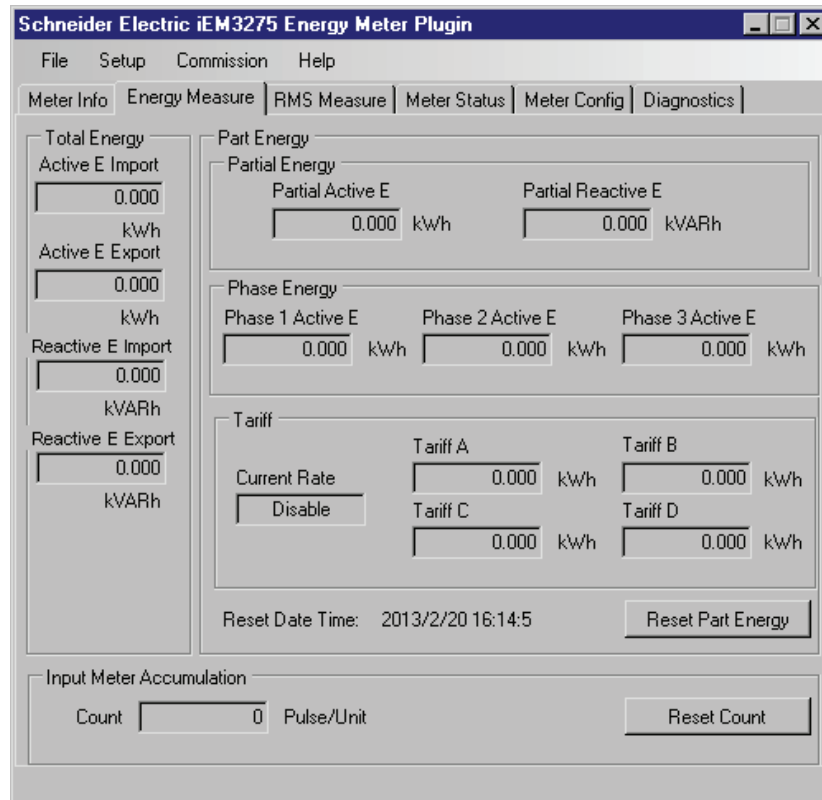 Schneider Electric iEM3275 Energy Meter Plugin
File Setup Commission Help
Meter Info Energy Measure RMS Measure Meter Status Meter Config Diagnostics
Total Energy
Active E Import
0.000
kWh
Active E Export
0.000
kWh
Reactive E Import
0.000
kVARh
Reactive E Export
0.000
kVARh
Part Energy
Partial Energy
Partial Active E Partial Reactive E
0.000 kWh 0.000 kVARh
Phase Energy
Phase 1 Active E Phase 2 Active E Phase 3 Active E
0.000 kWh 0.000 kWh 0.000 kWh
Tariff
Tariff A Tariff B
Current Rate 0.000 kWh 0.000 kWh
Disable Tariff C Tariff D
0.000 kWh 0.000 kWh
Reset Date Time: 2013/2/20 16:14:5 Reset Part Energy
Input Meter Accumulation
Count 0 Pulse/Unit Reset Count